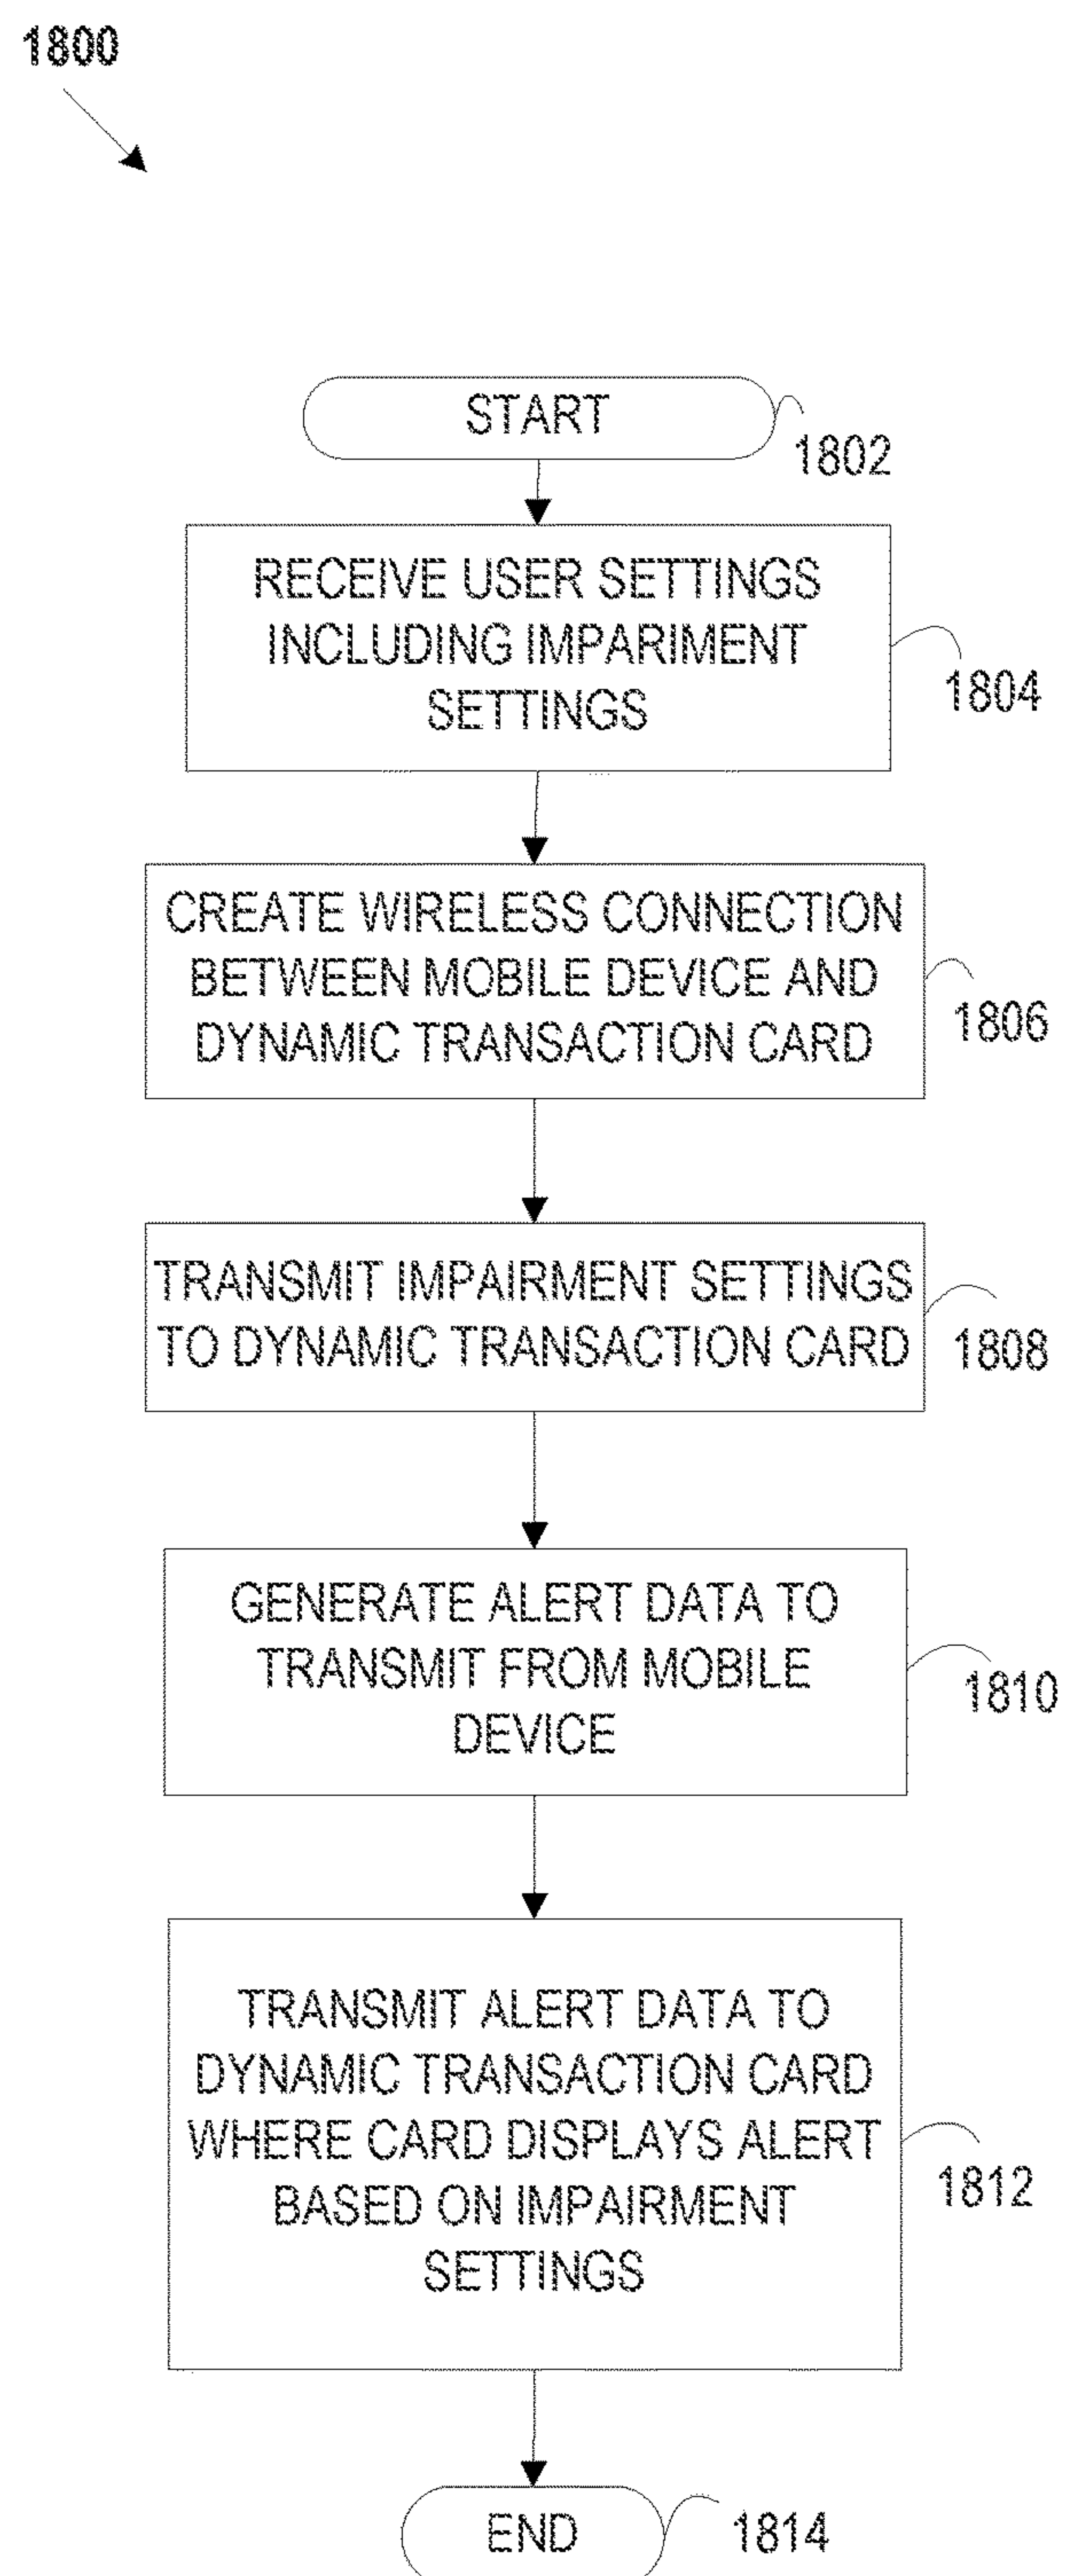 1800
START
1802
RECEIVE USER SETTINGS
INCLUDING IMPARIMENT
SETTINGS
1804
CREATE WIRELESS CONNECTION
BETWEEN MOBILE DEVICE AND
DYNAMIC TRANSACTION CARD
1806
TRANSMIT IMPAIRMENT SETTINGS
TO DYNAMIC TRANSACTION CARD
1808
GENERATE ALERT DATA TO
TRANSMIT FROM MOBILE
DEVICE
1810
TRANSMIT ALERT DATA TO
DYNAMIC TRANSACTION CARD
WHERE CARD DISPLAYS ALERT
BASED ON IMPAIRMENT
SETTINGS
1812
END
1814